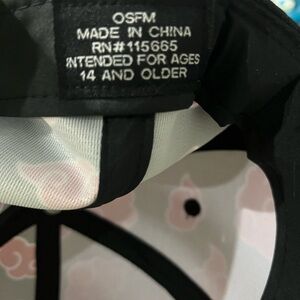 OSFM
MADE IN CHINA
RN#115665
INTENDED FOR AGES
14 AND OLDER